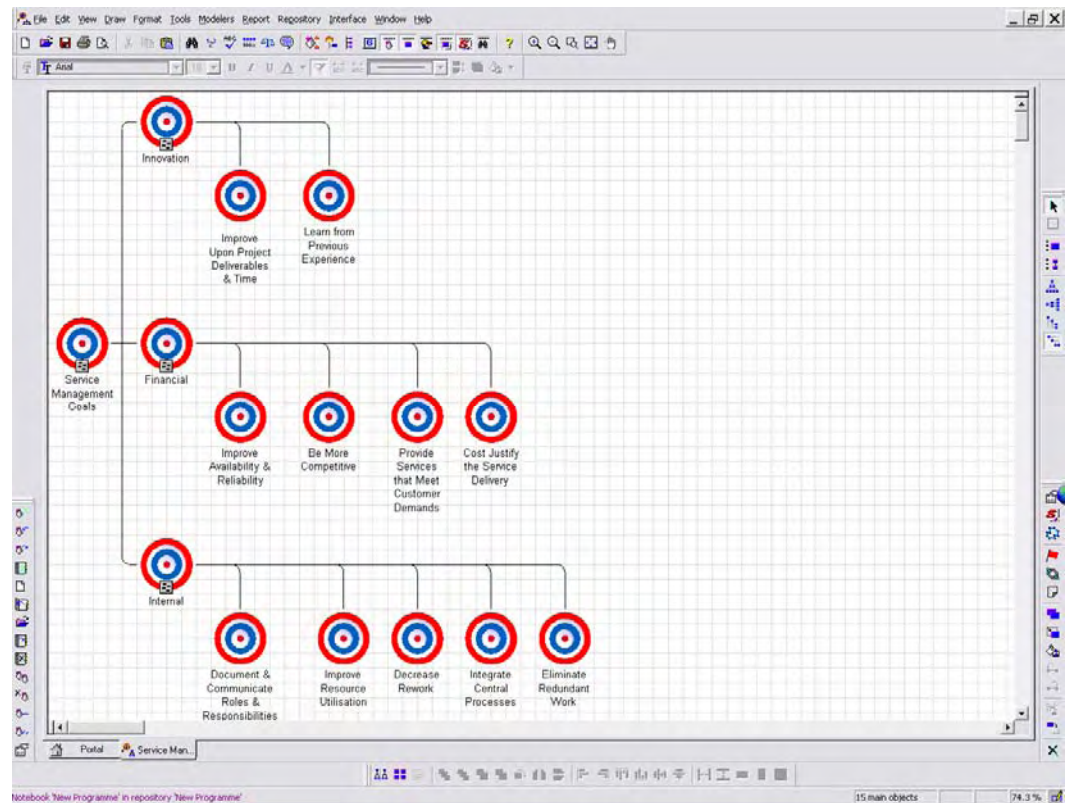 File Edit View Draw Format Tools Modelers Report Repository Interface Window Help
Arial
Innovation
Improve
Upon Project
Deliverables
& Time
Learn from
Previous
Experience
Service
Management
Goals
Financial
Improve
Availability &
Reliability
Be More
Competitive
Provide
Services
that Meet
Customer
Demands
Cost Justify
the Service
Delivery
Internal
Document &
Communicate
Roles &
Responsibilities
Improve
Resource
Utilisation
Decrease
Rework
Integrate
Central
Processes
Eliminate
Redundant
Work
Portal
Service Man...
Notebook 'New Programme' in repository 'New Programme'
15 main objects
74.3 %